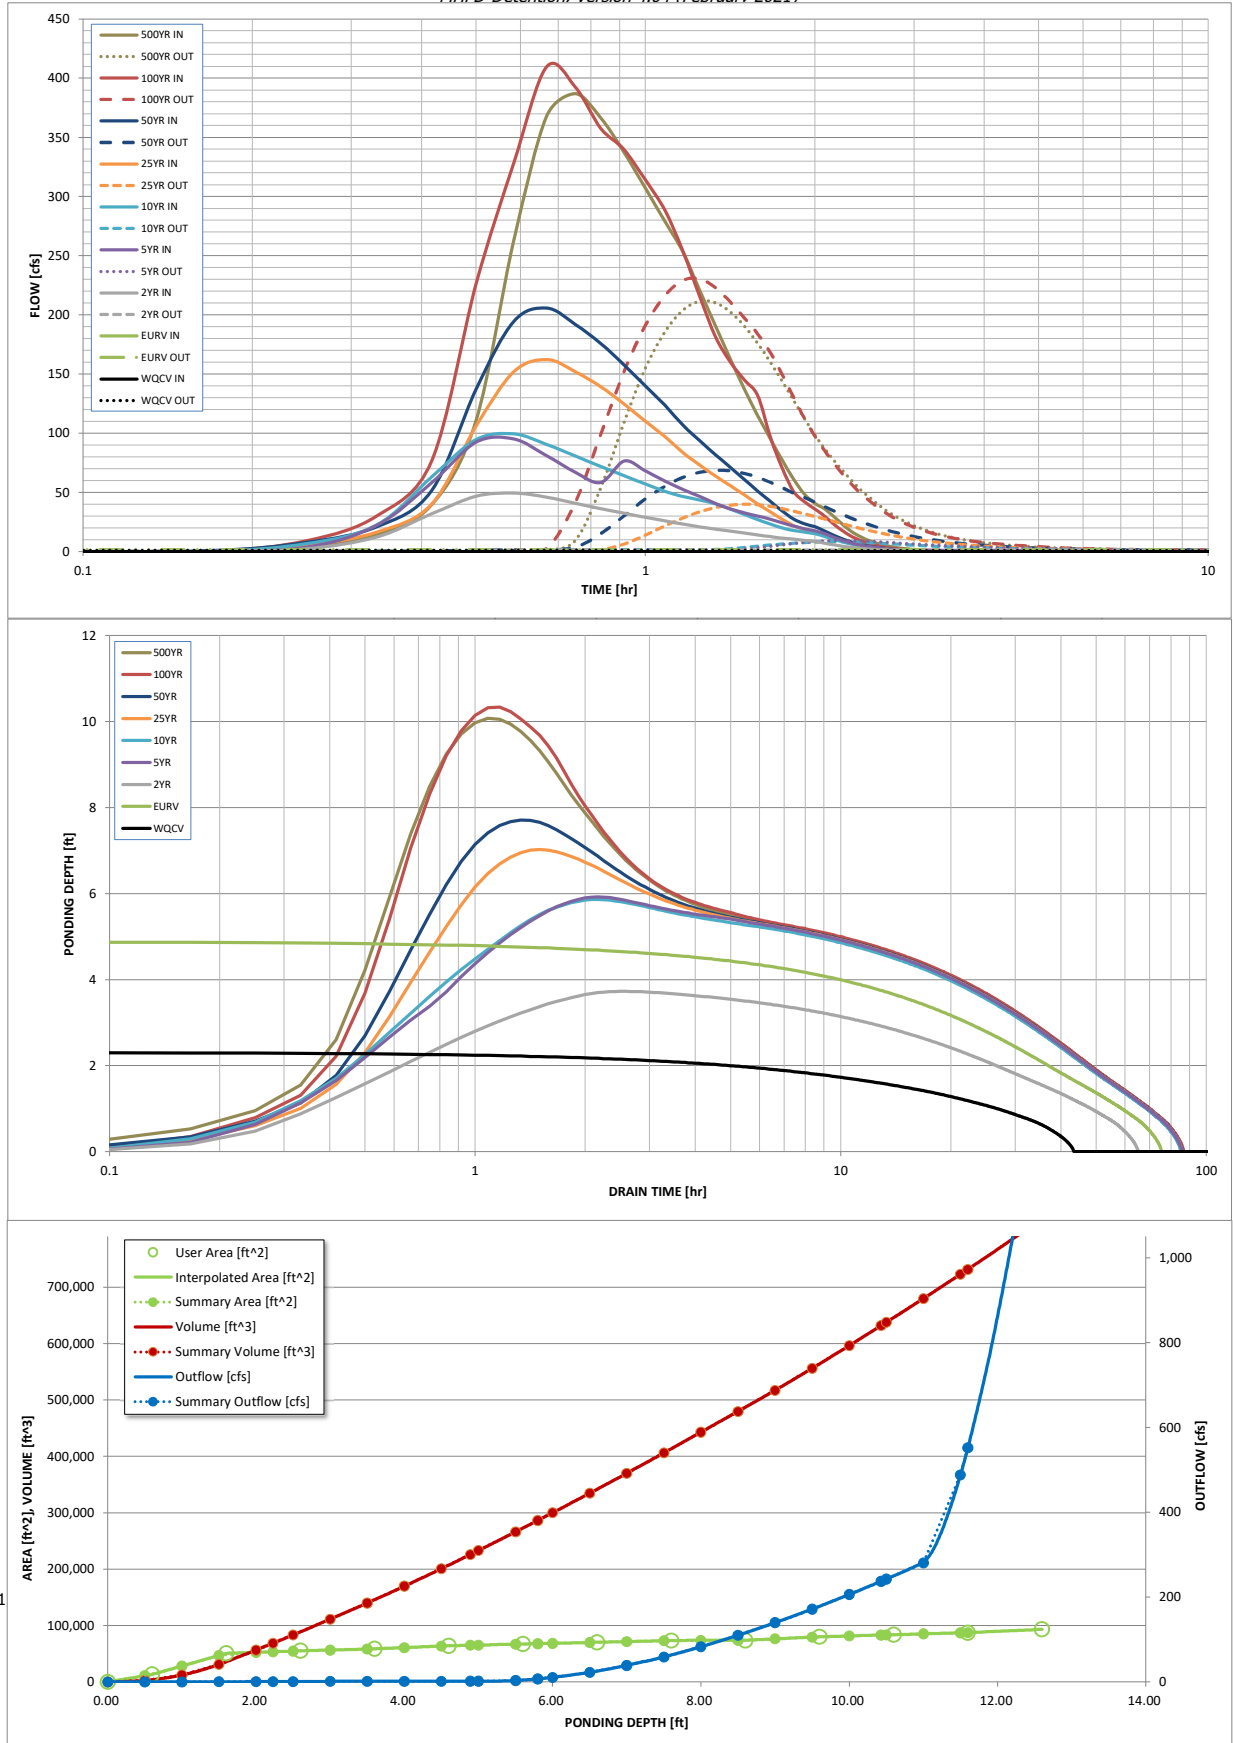 MHFD-Detention, Version 4.04 (February 2021)
450
400
350
300
250
200
150
100
50
0
FLOW [cfs]
500YR IN
500YR OUT
100YR IN
100YR OUT
50YR IN
50YR OUT
25YR IN
25YR OUT
10YR IN
10YR OUT
5YR IN
5YR OUT
2YR IN
2YR OUT
EURV IN
EURV OUT
WQCV IN
WQCV OUT
0.1
1
10
TIME [hr]
12
10
8
6
4
2
0
PONDING DEPTH [ft]
500YR
100YR
50YR
25YR
10YR
5YR
2YR
EURV
WQCV
0.1
1
10
100
DRAIN TIME [hr]
User Area [ft^2]
Interpolated Area [ft^2]
Summary Area [ft^2]
Volume [ft^3]
Summary Volume [ft^3]
Outflow [cfs]
Summary Outflow [cfs]
700,000
600,000
500,000
400,000
300,000
200,000
100,000
0
AREA [ft^2], VOLUME [ft^3]
1,000
800
600
400
200
0
OUTFLOW [cfs]
0.00
2.00
4.00
6.00
8.00
10.00
12.00
14.00
PONDING DEPTH [ft]
1